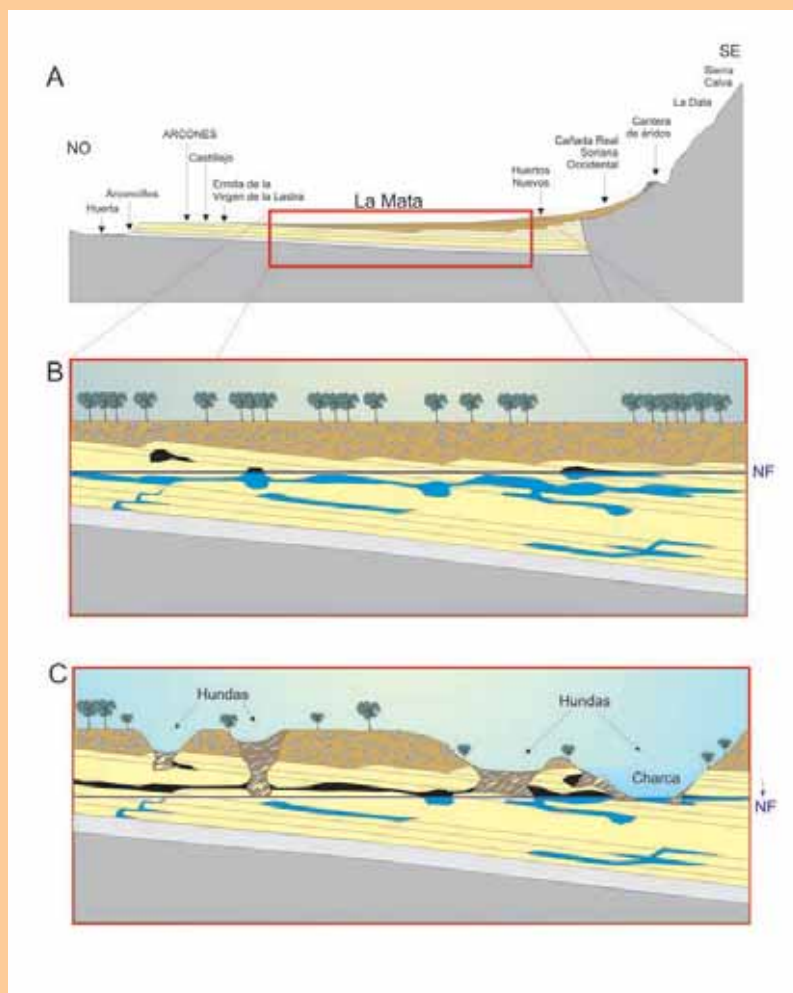 A
SE
Sierra
Calva
La Dala
Cantera
de áridos
Cañada Real
Soriana
Occidental
NO
ARCONES
Castillejo
Huertos
Nuevos
Ermita de la
Virgen de la Lastra
Arconcillos
Huerta
La Mata
B
NF
C
Hundas
Hundas
Charca
NF